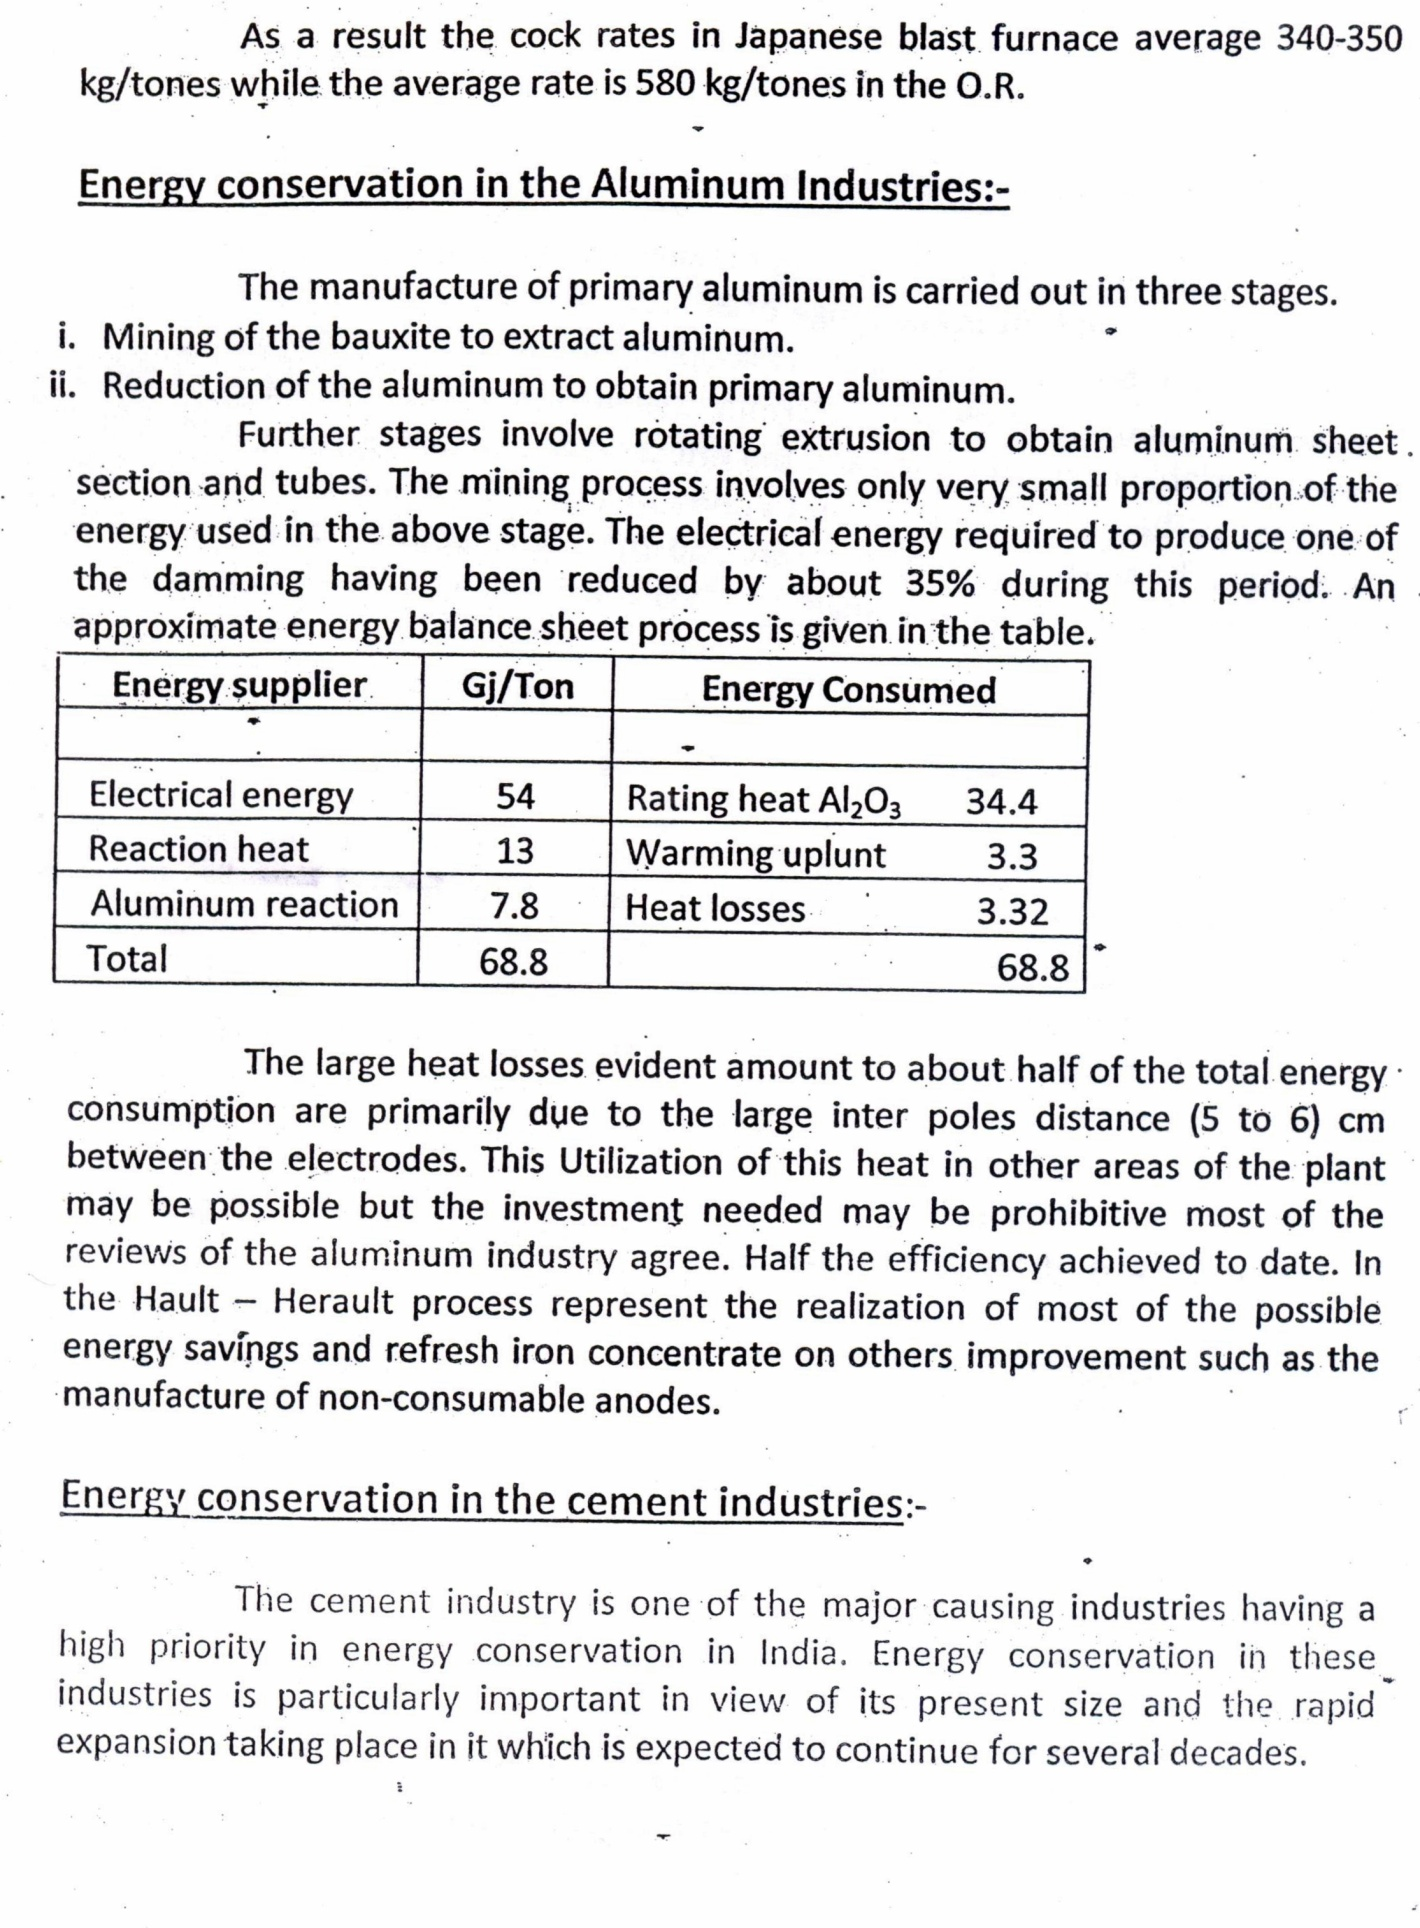 As a result the cock rates in Japanese blast furnace average 340-350
kg/tones while the average rate is 580 kg/tones in the O.R.
Energy conservation in the Aluminum Industries:-
The manufacture of primary aluminum is carried out in three stages.
i. Mining of the bauxite to extract aluminum.
ii. Reduction of the aluminum to obtain primary aluminum.
Further stages involve rotating extrusion to obtain aluminum sheet.
section and tubes. The mining process involves only very small proportion of the
energy used in the above stage. The electrical energy required to produce one of
the damming having been reduced by about 35% during this period. An
approximate energy balance sheet process is given in the table.
Energy supplier Gj/Ton Energy Consumed
Electrical energy 54 Rating heat Al₂O₃ 34.4
Reaction heat 13 Warming uplunt 3.3
Aluminum reaction 7.8 Heat losses 3.32
Total 68.8 68.8
The large heat losses evident amount to about half of the total energy
consumption are primarily due to the large inter poles distance (5 to 6) cm
between the electrodes. This Utilization of this heat in other areas of the plant
may be possible but the investment needed may be prohibitive most of the
reviews of the aluminum industry agree. Half the efficiency achieved to date. In
the Hault – Herault process represent the realization of most of the possible
energy savings and refresh iron concentrate on others improvement such as the
manufacture of non-consumable anodes.
Energy conservation in the cement industries:-
The cement industry is one of the major causing industries having a
high priority in energy conservation in India. Energy conservation in these
industries is particularly important in view of its present size and the rapid
expansion taking place in it which is expected to continue for several decades.